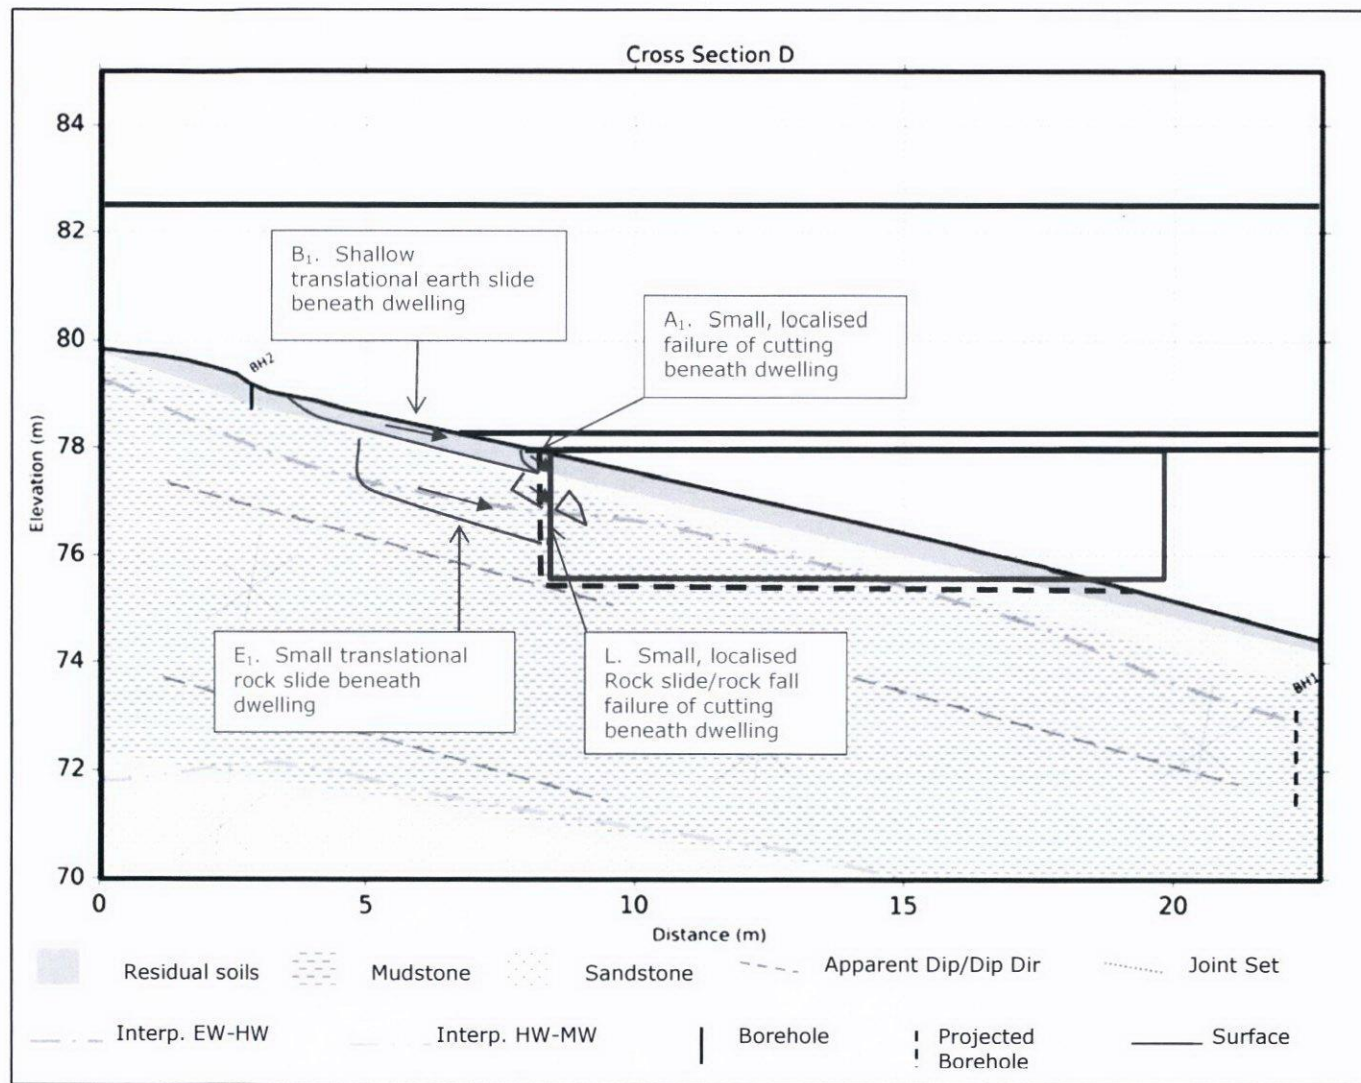 Cross Section D
84
82
80
78
76
74
72
70
Elevation (m)
B₁. Shallow
translational earth slide
beneath dwelling
A₁. Small, localised
failure of cutting
beneath dwelling
BH2
E₁. Small translational
rock slide beneath
dwelling
L. Small, localised
Rock slide/rock fall
failure of cutting
beneath dwelling
BH1
0 5 10 15 20
Distance (m)
Residual soils Mudstone Sandstone Apparent Dip/Dip Dir Joint Set
Interp. EW-HW Interp. HW-MW Borehole Projected Surface
Borehole